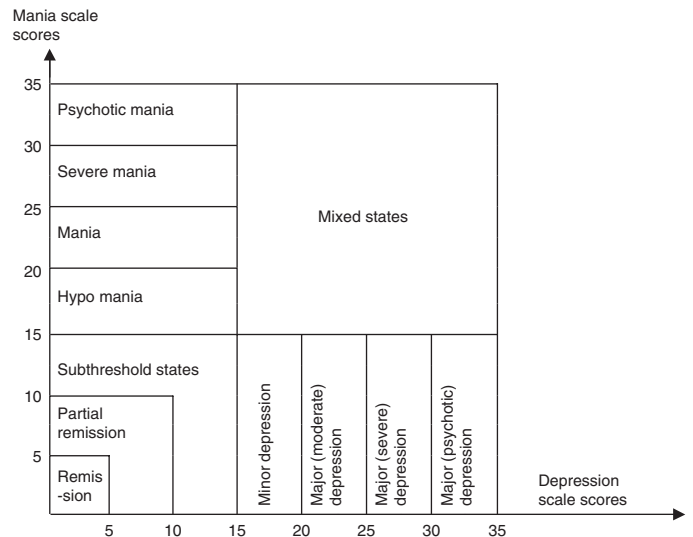 Mania scale
scores
35
Psychotic mania
30
Severe mania
25
Mixed states
Mania
20
Hypo mania
15
Subthreshold states
10
Partial
remission
5
Remis
-sion
Minor depression
Major (moderate)
depression
Major (severe)
depression
Major (psychotic)
depression
Depression
scale scores
5 10 15 20 25 30 35